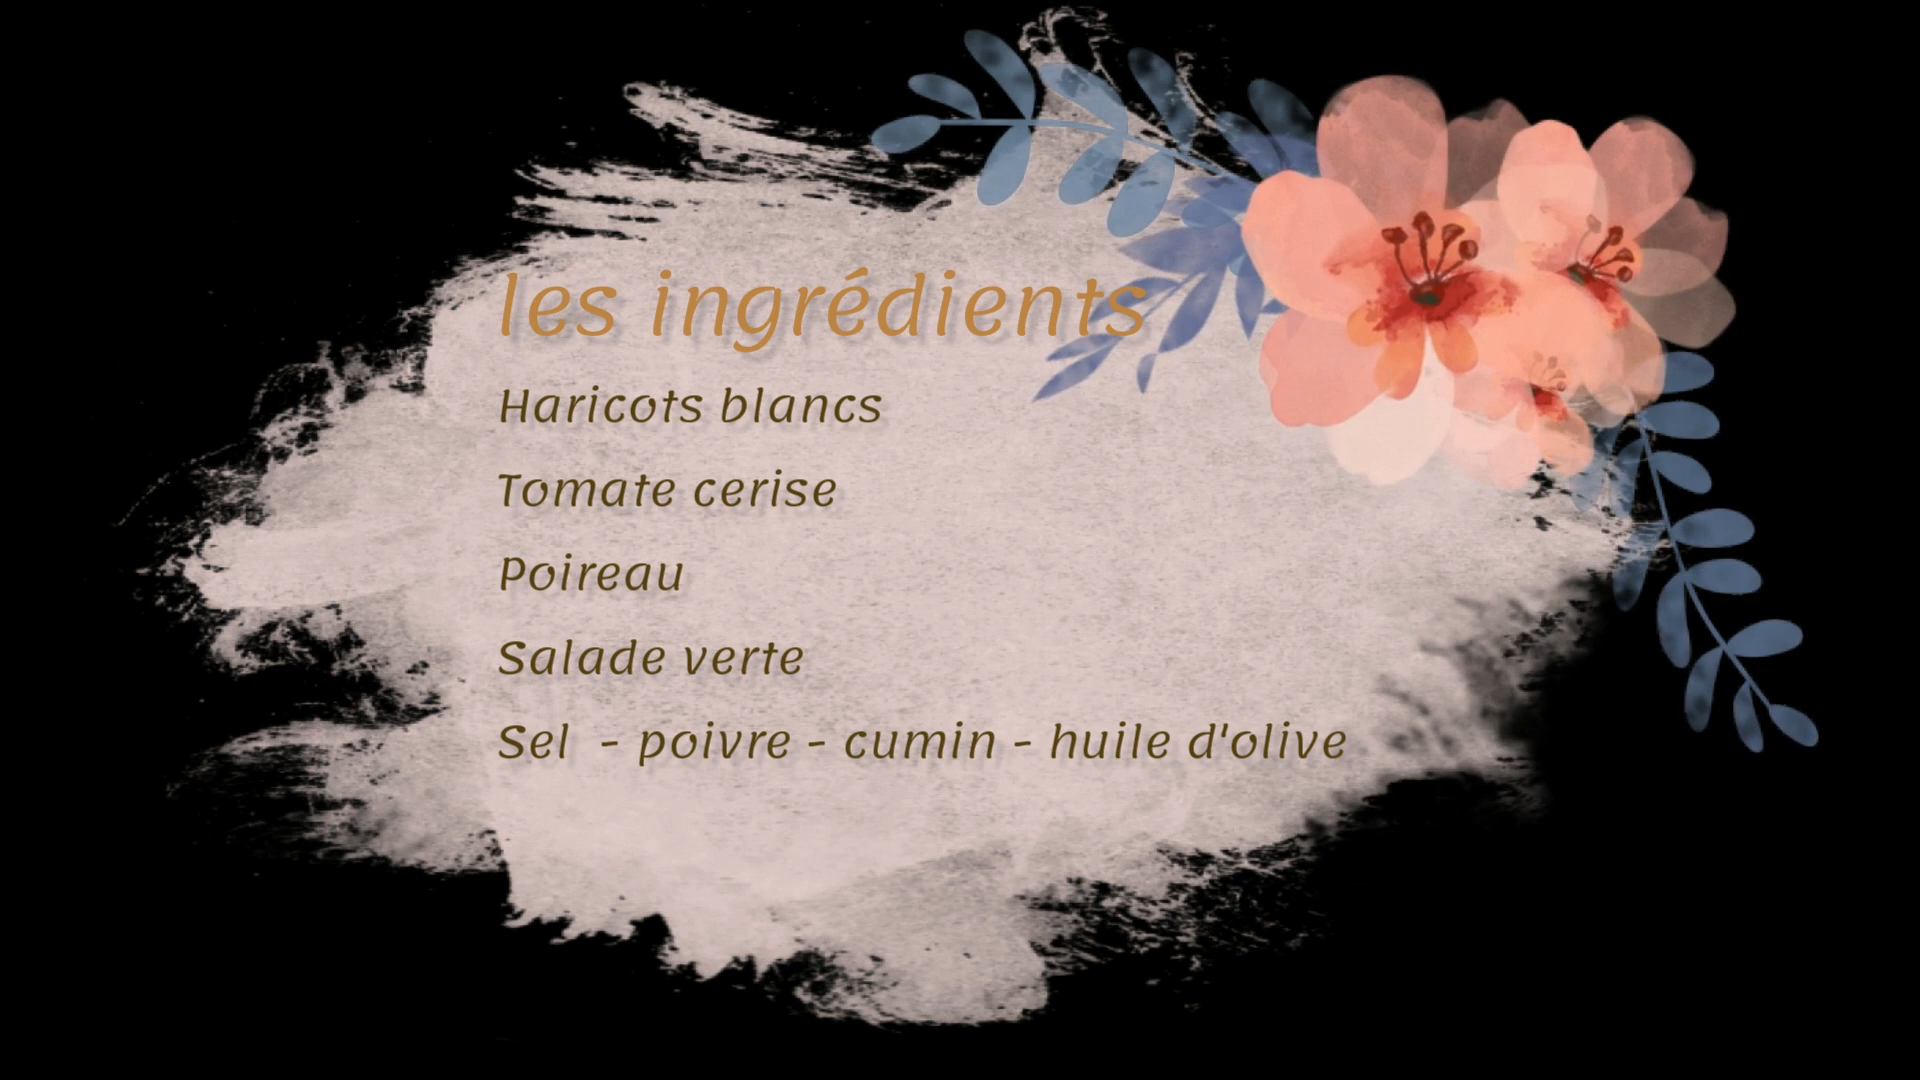 les ingrédients
Haricots blancs
Tomate cerise
Poireau
Salade verte
Sel - poivre - cumin - huile d'olive